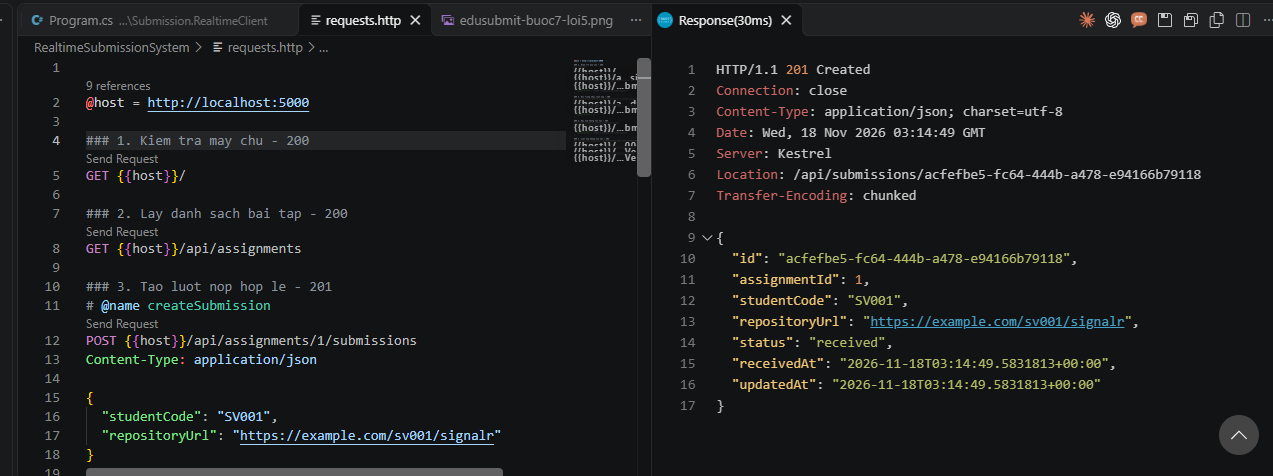 Program.cs ...\Submission.RealtimeClient
requests.http
edusubmit-buoc7-loi5.png
RealtimeSubmissionSystem > requests.http > ...
1
9 references
2 @host = http://localhost:5000
3
4 ### 1. Kiem tra may chu - 200
Send Request
5 GET {{host}}/
6
7 ### 2. Lay danh sach bai tap - 200
Send Request
8 GET {{host}}/api/assignments
9
10 ### 3. Tao luot nop hop le - 201
11 # @name createSubmission
Send Request
12 POST {{host}}/api/assignments/1/submissions
13 Content-Type: application/json
14
15 {
16 "studentCode": "SV001",
17 "repositoryUrl": "https://example.com/sv001/signalr"
18 }
19
Response(30ms)
1 HTTP/1.1 201 Created
2 Connection: close
3 Content-Type: application/json; charset=utf-8
4 Date: Wed, 18 Nov 2026 03:14:49 GMT
5 Server: Kestrel
6 Location: /api/submissions/acfefbe5-fc64-444b-a478-e94166b79118
7 Transfer-Encoding: chunked
8
9 {
10 "id": "acfefbe5-fc64-444b-a478-e94166b79118",
11 "assignmentId": 1,
12 "studentCode": "SV001",
13 "repositoryUrl": "https://example.com/sv001/signalr",
14 "status": "received",
15 "receivedAt": "2026-11-18T03:14:49.5831813+00:00",
16 "updatedAt": "2026-11-18T03:14:49.5831813+00:00"
17 }